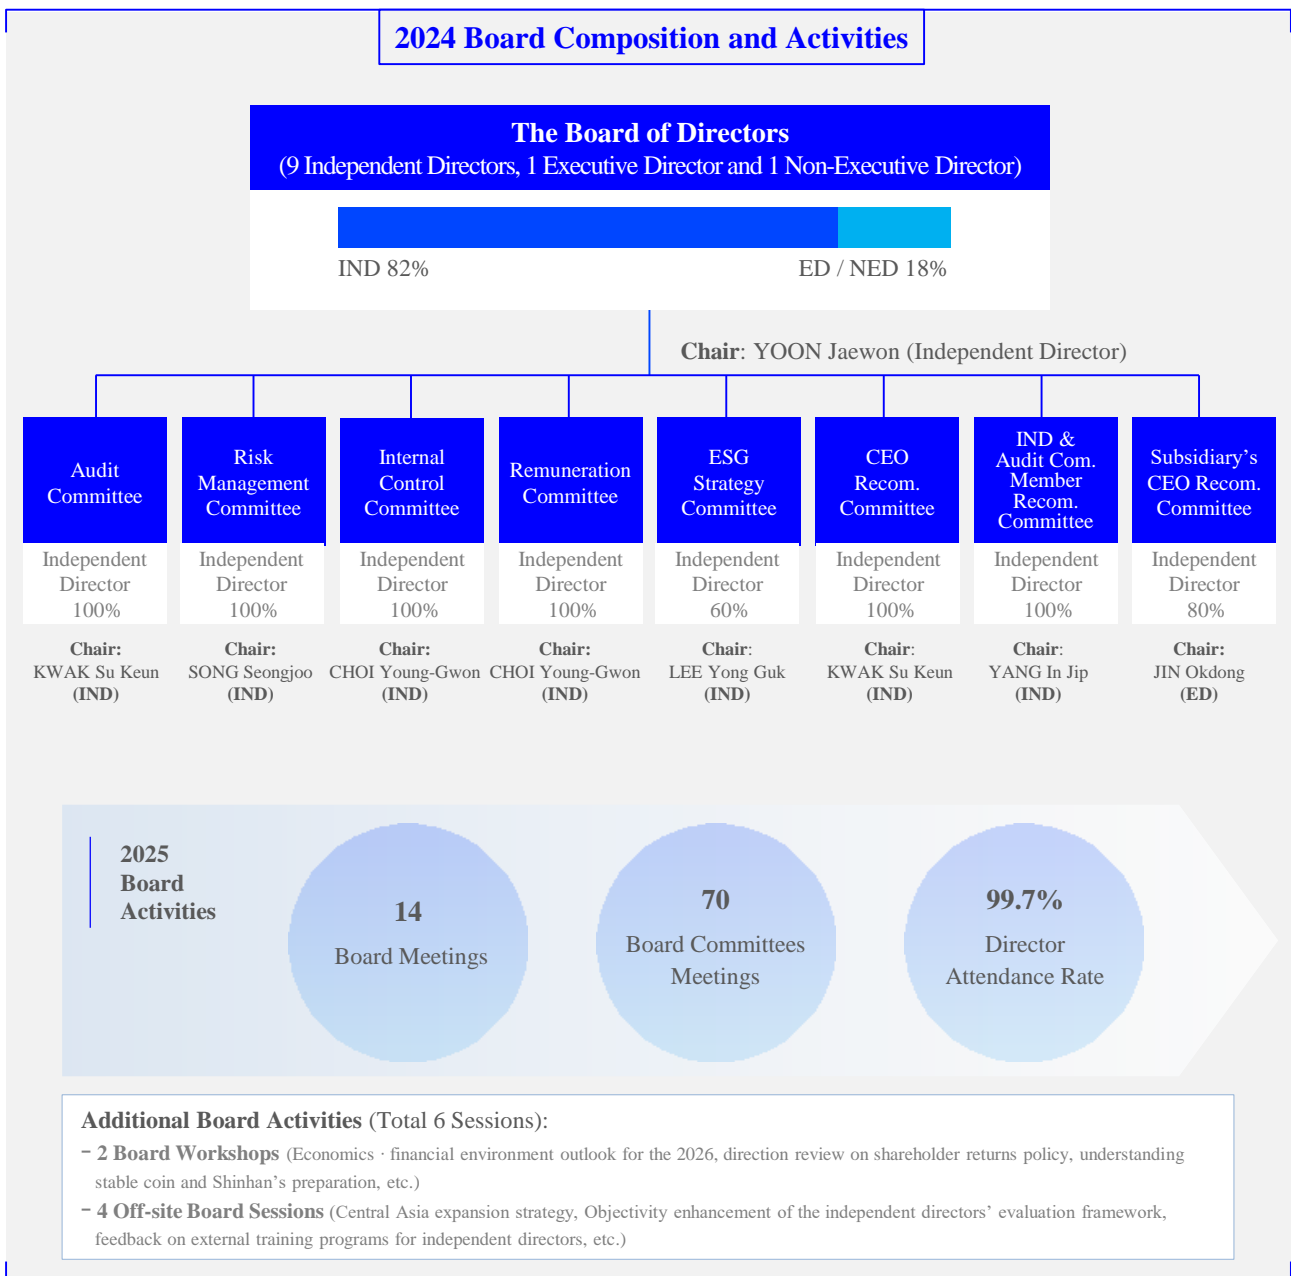 2024 Board Composition and Activities
The Board of Directors
(9 Independent Directors, 1 Executive Director and 1 Non-Executive Director)
IND 82%
ED / NED 18%
Chair: YOON Jaewon (Independent Director)
Audit
Committee
Independent
Director
100%
Chair:
KWAK Su Keun
(IND)
Risk
Management
Committee
Independent
Director
100%
Chair:
SONG Seongjoo
(IND)
Internal
Control
Committee
Independent
Director
100%
Chair:
CHOI Young-Gwon
(IND)
Remuneration
Committee
Independent
Director
100%
Chair:
CHOI Young-Gwon
(IND)
ESG
Strategy
Committee
Independent
Director
60%
Chair:
LEE Yong Guk
(IND)
CEO
Recom.
Committee
Independent
Director
100%
Chair:
KWAK Su Keun
(IND)
IND &
Audit Com.
Member
Recom.
Committee
Independent
Director
100%
Chair:
YANG In Jip
(IND)
Subsidiary's
CEO Recom.
Committee
Independent
Director
80%
Chair:
JIN Okdong
(ED)
2025
Board
Activities
14
Board Meetings
70
Board Committees
Meetings
99.7%
Director
Attendance Rate
Additional Board Activities (Total 6 Sessions):
－2 Board Workshops (Economics · financial environment outlook for the 2026, direction review on shareholder returns policy, understanding
stable coin and Shinhan's preparation, etc.)
－4 Off-site Board Sessions (Central Asia expansion strategy, Objectivity enhancement of the independent directors' evaluation framework,
feedback on external training programs for independent directors, etc.)